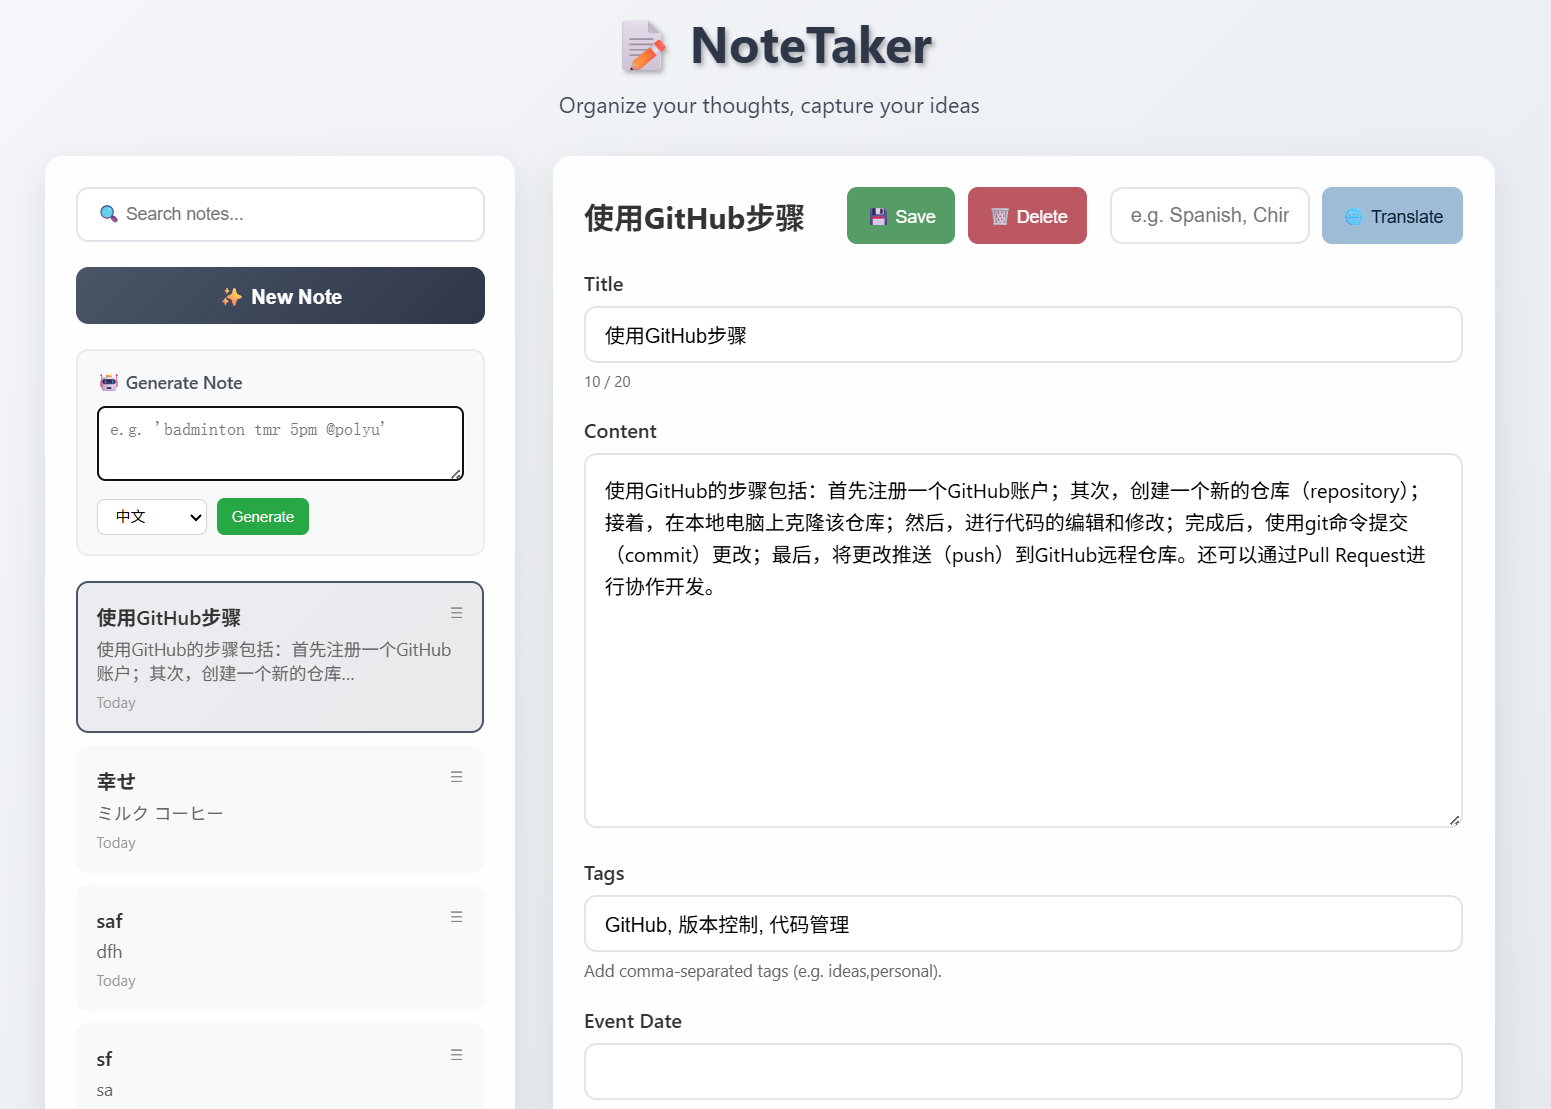 NoteTaker
Organize your thoughts, capture your ideas
Search notes...
New Note
Generate Note
e.g. 'badminton tmr 5pm @polyu'
中文
Generate
使用GitHub步骤
使用GitHub的步骤包括：首先注册一个GitHub
账户；其次，创建一个新的仓库...
Today
幸せ
ミルク コーヒー
Today
saf
dfh
Today
sf
sa
使用GitHub步骤
Save
Delete
e.g. Spanish, Chir
Translate
Title
使用GitHub步骤
10 / 20
Content
使用GitHub的步骤包括：首先注册一个GitHub账户；其次，创建一个新的仓库（repository）；
接着，在本地电脑上克隆该仓库；然后，进行代码的编辑和修改；完成后，使用git命令提交
（commit）更改；最后，将更改推送（push）到GitHub远程仓库。还可以通过Pull Request进
行协作开发。
Tags
GitHub, 版本控制, 代码管理
Add comma-separated tags (e.g. ideas,personal).
Event Date